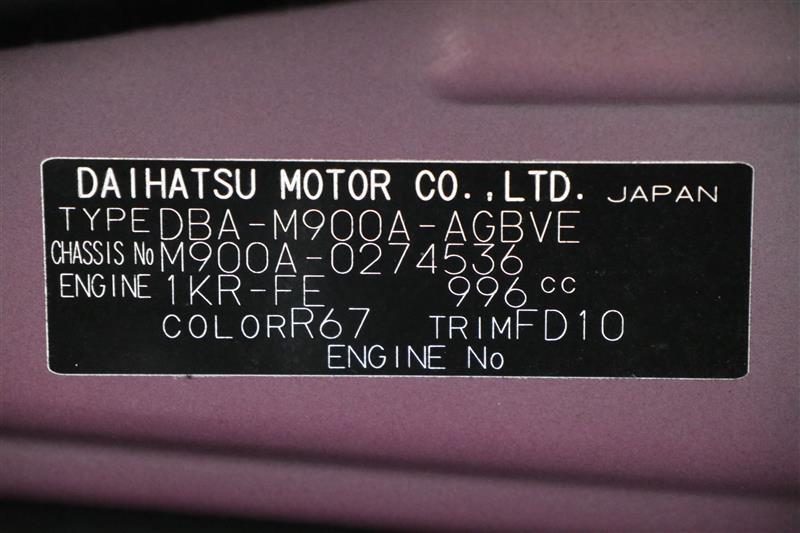 DAIHATSU MOTOR CO.,LTD. JAPAN
TYPE DBA-M900A-AGBVE
CHASSIS No M900A-0274536
ENGINE 1KR-FE 996 cc
COLOR R67 TRIM FD10
ENGINE No